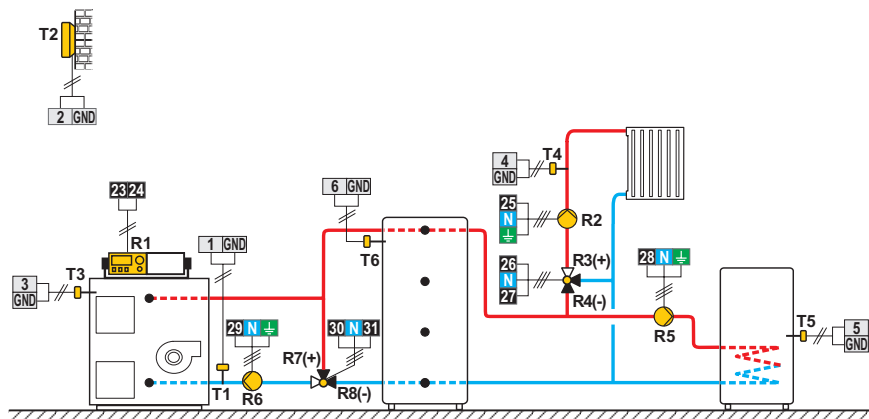 T2
2 GND
23 24
R1
1 GND
3
GND
T3
T1
29 N
R6
R7(+)
30 N 31
R8(-)
6 GND
T6
4
GND
T4
25
N
R2
26
N
27
R3(+)
R4(-)
28 N
R5
T5
5
GND